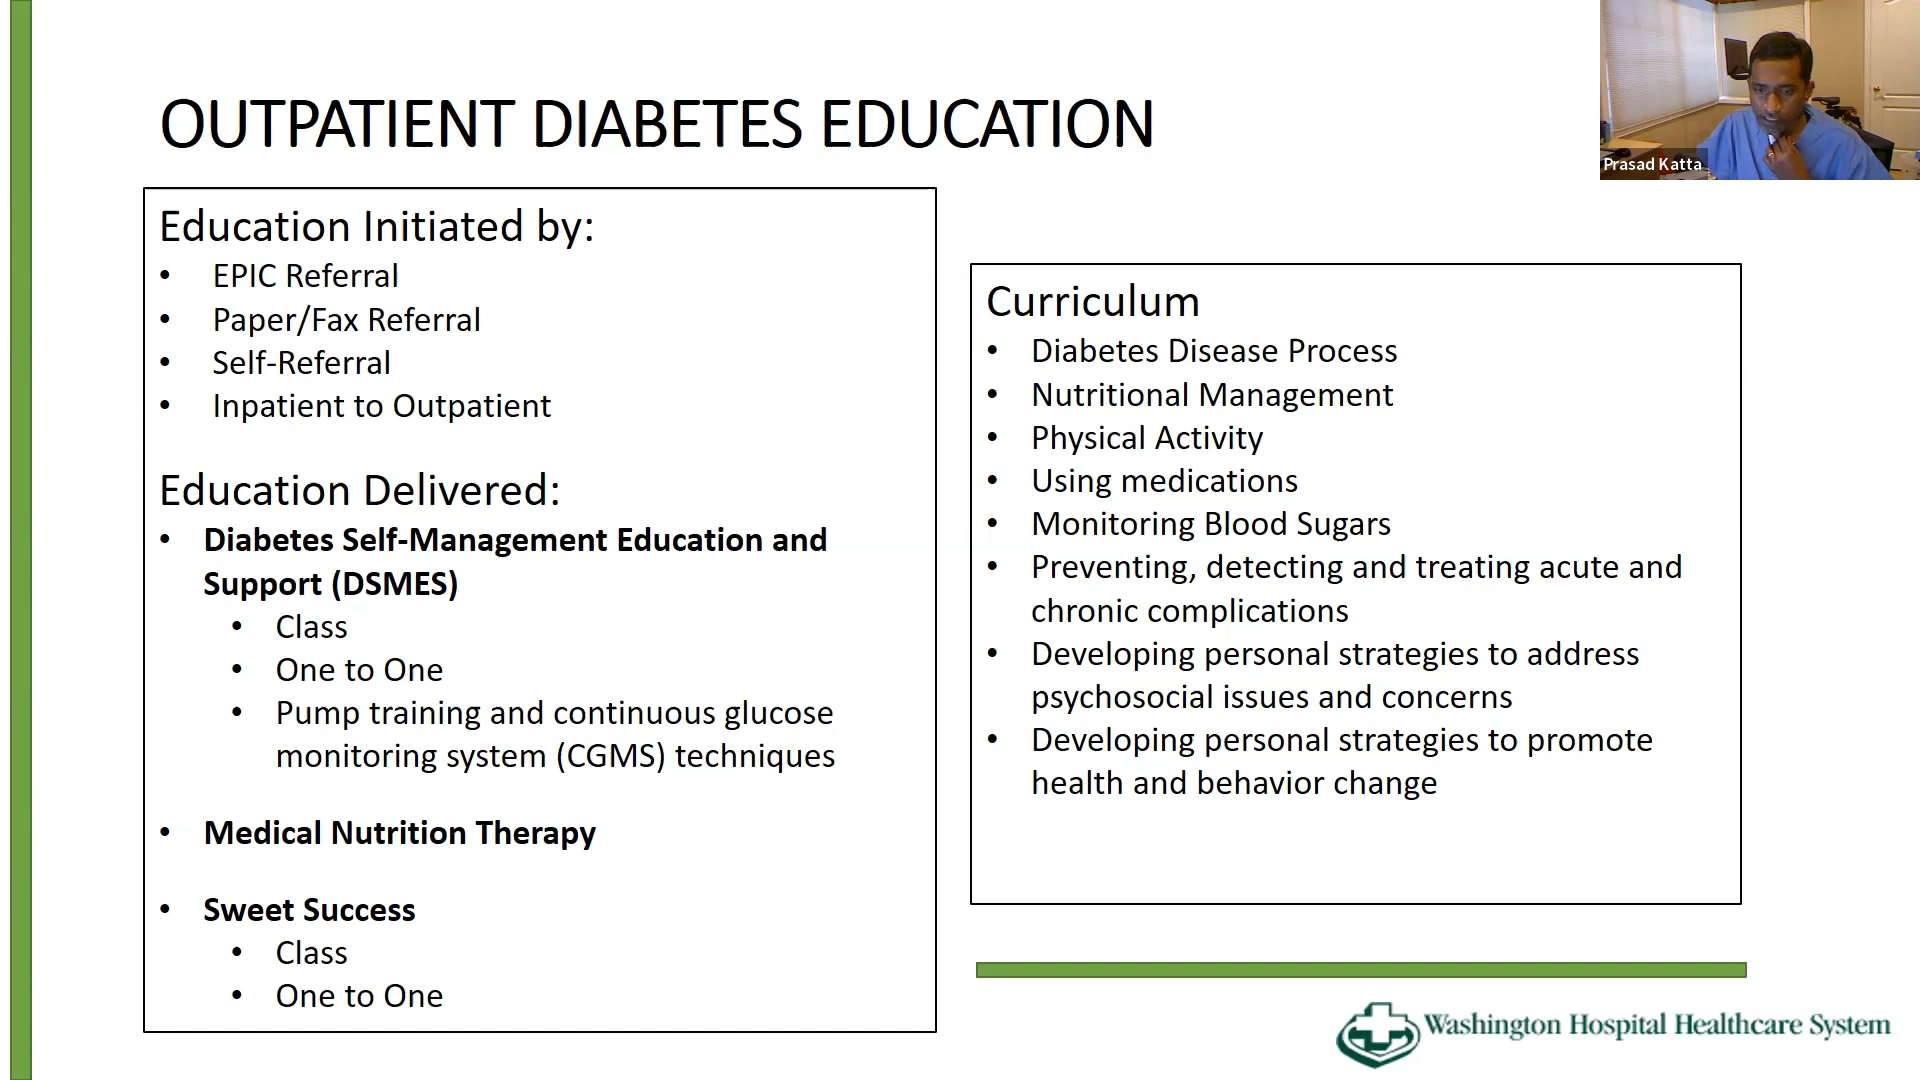 OUTPATIENT DIABETES EDUCATION
Prasad Katta
Education Initiated by:
• EPIC Referral
• Paper/Fax Referral
• Self-Referral
• Inpatient to Outpatient
Education Delivered:
• Diabetes Self-Management Education and
Support (DSMES)
• Class
• One to One
• Pump training and continuous glucose
monitoring system (CGMS) techniques
• Medical Nutrition Therapy
• Sweet Success
• Class
• One to One
Curriculum
• Diabetes Disease Process
• Nutritional Management
• Physical Activity
• Using medications
• Monitoring Blood Sugars
• Preventing, detecting and treating acute and
chronic complications
• Developing personal strategies to address
psychosocial issues and concerns
• Developing personal strategies to promote
health and behavior change
Washington Hospital Healthcare System